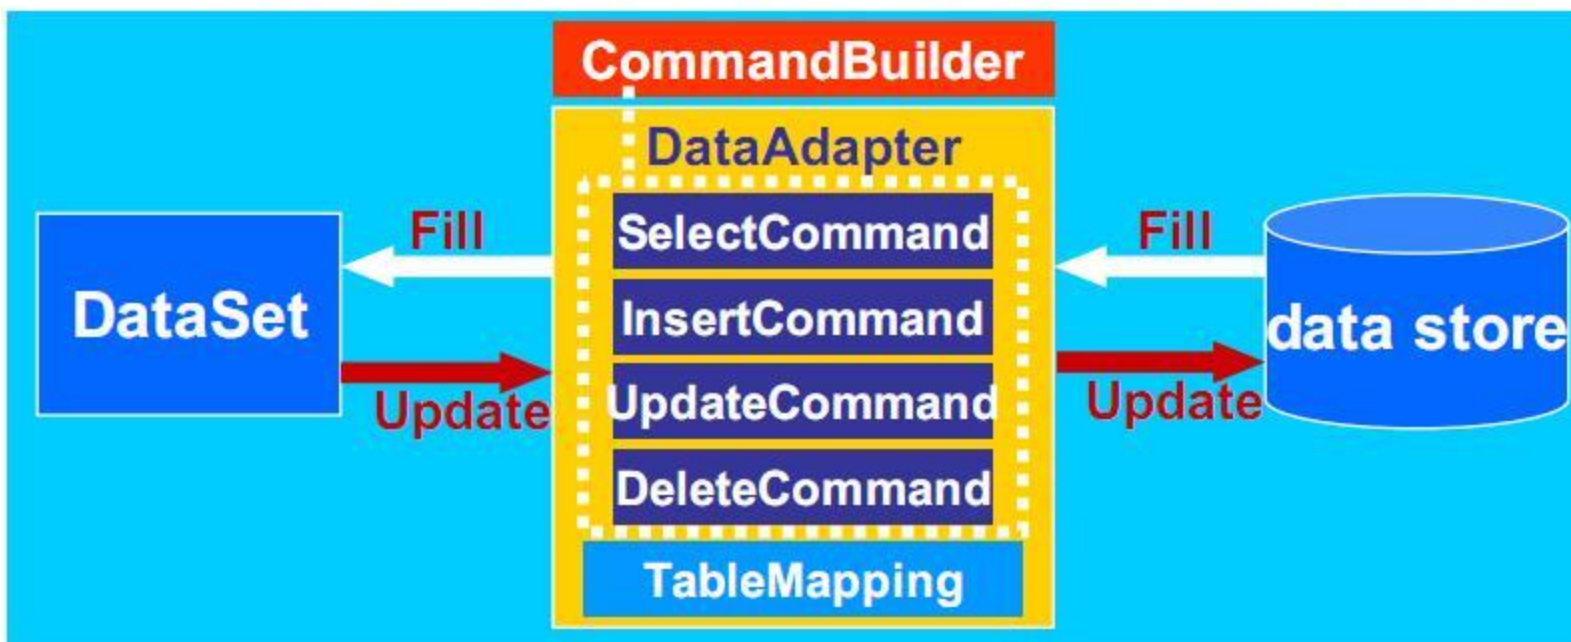 CommandBuilder
DataAdapter
Fill
SelectCommand
Fill
DataSet
InsertCommand
data store
Update
UpdateCommand
Update
DeleteCommand
TableMapping